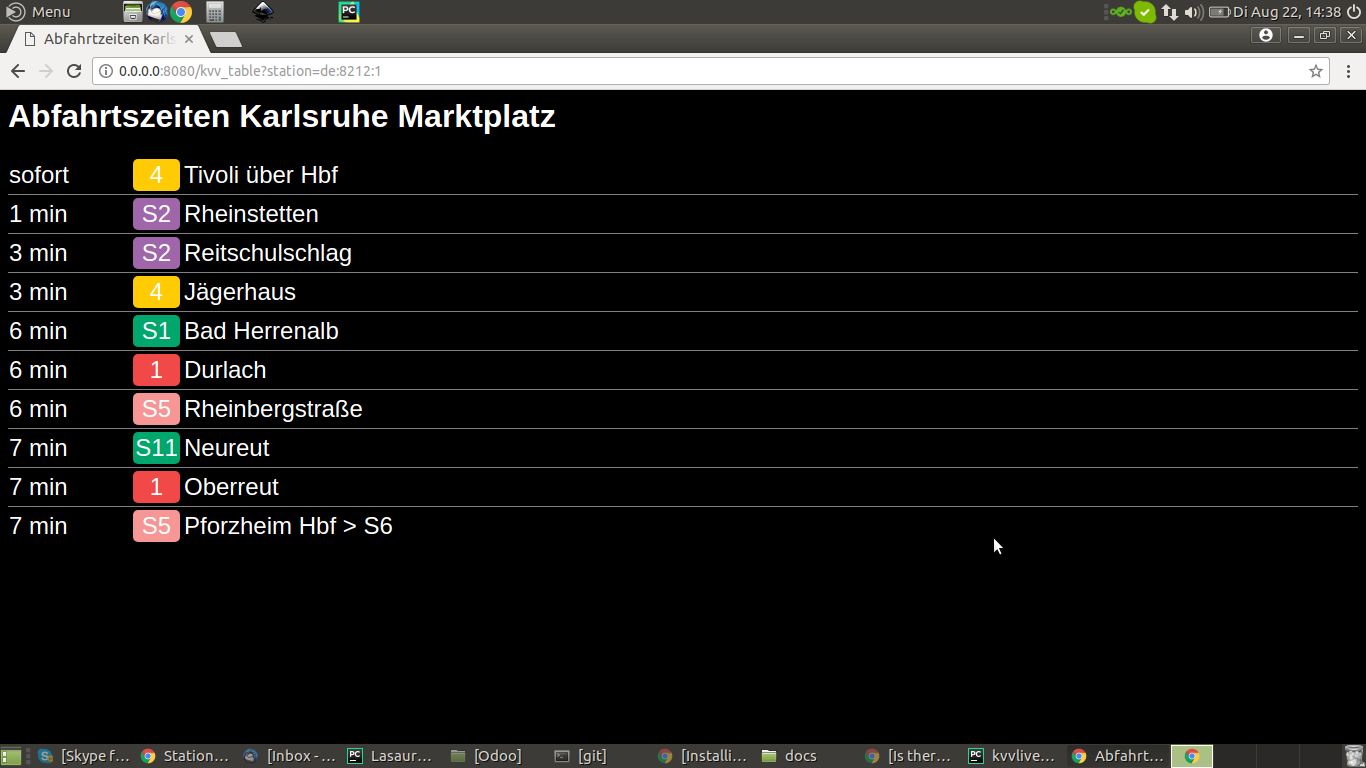 Menu
Di Aug 22, 14:38
Abfahrtzeiten Karls
0.0.0.0:8080/kvv_table?station=de:8212:1
Abfahrtszeiten Karlsruhe Marktplatz
sofort 4 Tivoli über Hbf
1 min S2 Rheinstetten
3 min S2 Reitschulschlag
3 min 4 Jägerhaus
6 min S1 Bad Herrenalb
6 min 1 Durlach
6 min S5 Rheinbergstraße
7 min S11 Neureut
7 min 1 Oberreut
7 min S5 Pforzheim Hbf > S6
[Skype f... Station... [Inbox - ... Lasaur... [Odoo] [git] [Installi... docs [Is ther... kvvlive... Abfahrt...